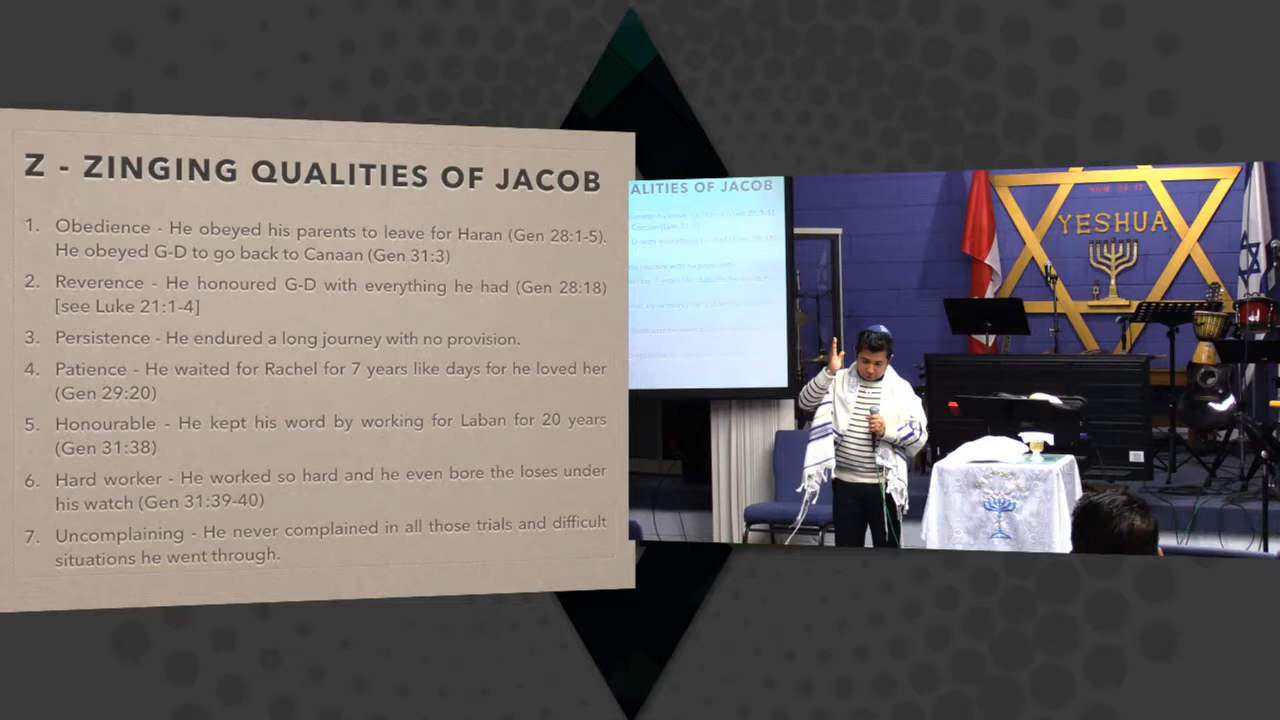 Z - ZINGING QUALITIES OF JACOB
1. Obedience - He obeyed his parents to leave for Haran (Gen 28:1-5).
He obeyed G-D to go back to Canaan (Gen 31:3)
2. Reverence - He honoured G-D with everything he had (Gen 28:18)
[see Luke 21:1-4]
3. Persistence - He endured a long journey with no provision.
4. Patience - He waited for Rachel for 7 years like days for he loved her
(Gen 29:20)
5. Honourable - He kept his word by working for Laban for 20 years
(Gen 31:38)
6. Hard worker - He worked so hard and he even bore the loses under
his watch (Gen 31:39-40)
7. Uncomplaining - He never complained in all those trials and difficult
situations he went through.
ALITIES OF JACOB
YESHUA